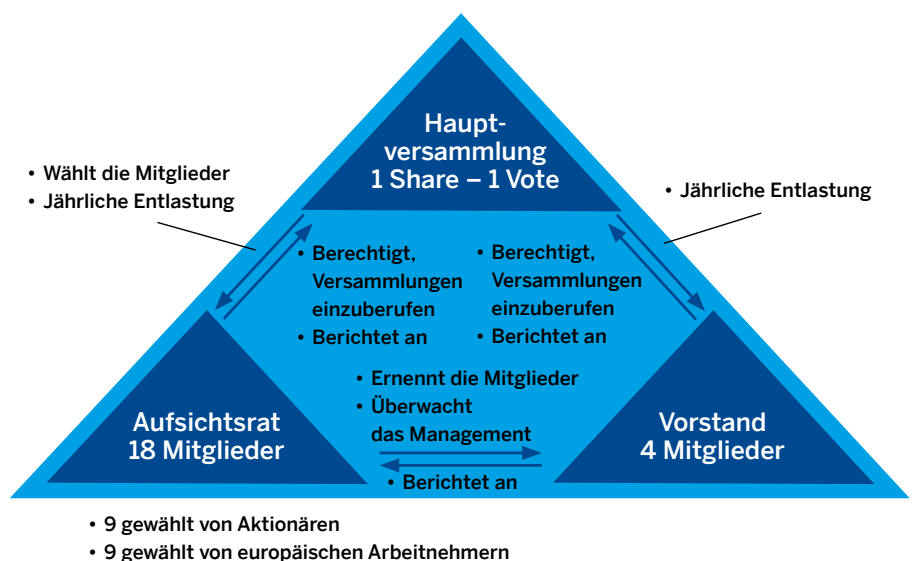 Haupt-
versammlung
1 Share – 1 Vote
• Wählt die Mitglieder
• Jährliche Entlastung
• Jährliche Entlastung
• Berechtigt,
Versammlungen
einzuberufen
• Berichtet an
• Berechtigt,
Versammlungen
einzuberufen
• Berichtet an
• Ernennt die Mitglieder
• Überwacht
das Management
Aufsichtsrat
18 Mitglieder
Vorstand
4 Mitglieder
• Berichtet an
• 9 gewählt von Aktionären
• 9 gewählt von europäischen Arbeitnehmern